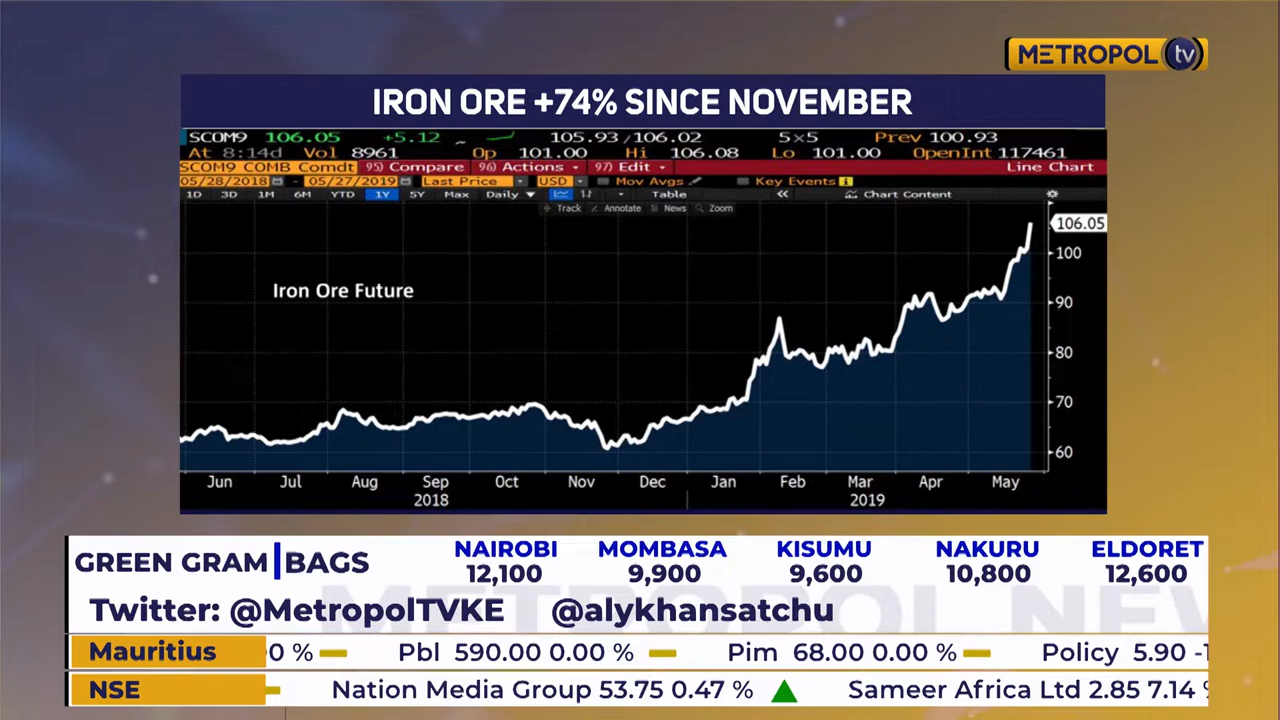 METROPOL tv
IRON ORE +74% SINCE NOVEMBER
SCOM9 106.05 +5.12 105.93 /106.02 5×5 Prev 100.93
At 8:14d Vol 8961 Op 101.00 Hi 106.08 Lo 101.00 OpenInt 117461
SCOM9 COMB Comdt 95) Compare 96) Actions 97) Edit Line Chart
05/28/2018 - 05/27/2019 Last Price USD Mov Avgs Key Events
1D 3D 1M 6M YTD 1Y 5Y Max Daily Table « Chart Content
Track Annotate News Zoom
106.05
100
Iron Ore Future
90
80
70
60
Jun Jul Aug Sep Oct Nov Dec Jan Feb Mar Apr May
2018 2019
GREEN GRAM BAGS
NAIROBI MOMBASA KISUMU NAKURU ELDORET
12,100 9,900 9,600 10,800 12,600
Twitter: @MetropolTVKE @alykhansatchu
METROPOL NEW
Mauritius 0 % Pbl 590.00 0.00 % Pim 68.00 0.00 % Policy 5.90 -1
NSE Nation Media Group 53.75 0.47 % Sameer Africa Ltd 2.85 7.14 %